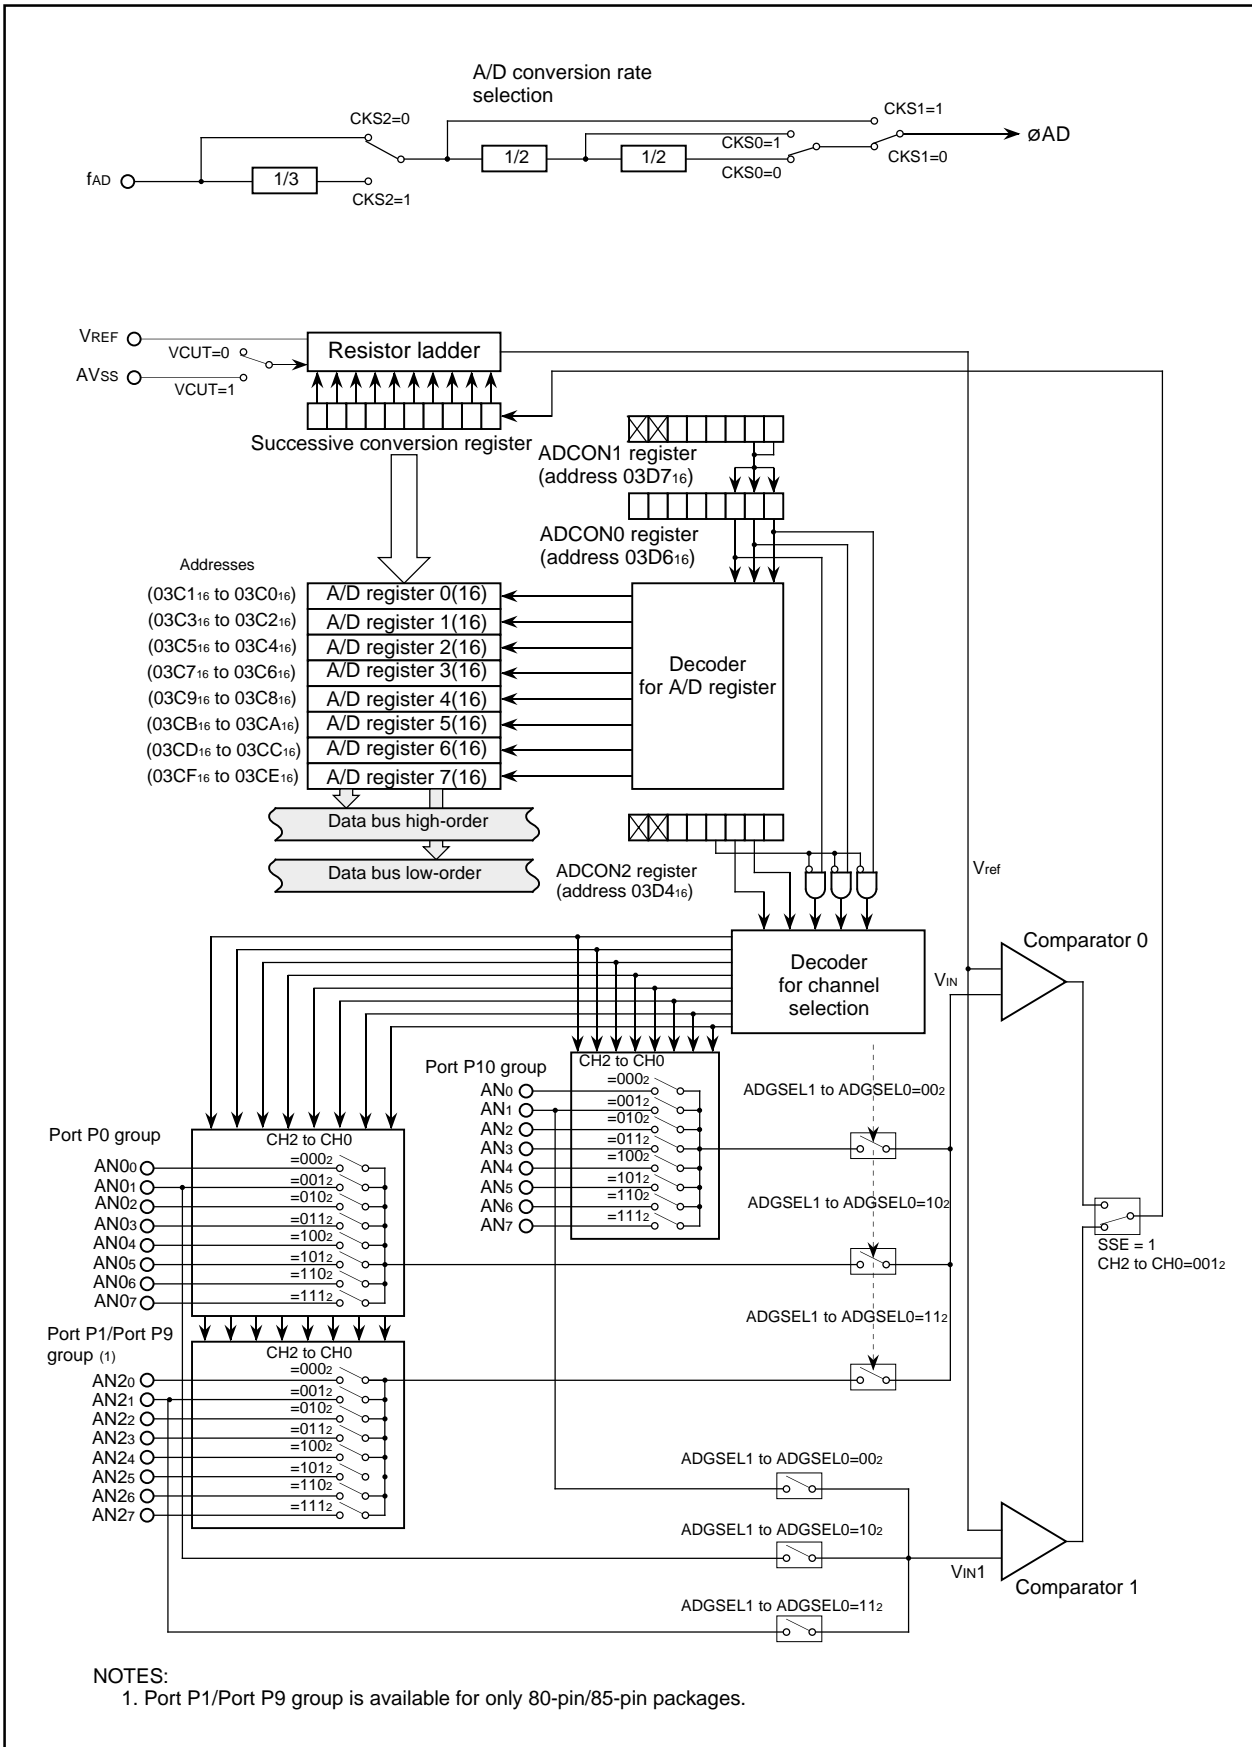 A/D conversion rate
selection
CKS2=0
CKS1=1
CKS0=1
øAD
1/2
1/2
CKS1=0
fAD
1/3
CKS0=0
CKS2=1
VREF
VCUT=0
Resistor ladder
AVSS
VCUT=1
Successive conversion register
ADCON1 register
(address 03D716)
ADCON0 register
(address 03D616)
Addresses
(03C116 to 03C016)
A/D register 0(16)
(03C316 to 03C216)
A/D register 1(16)
(03C516 to 03C416)
A/D register 2(16)
(03C716 to 03C616)
A/D register 3(16)
(03C916 to 03C816)
A/D register 4(16)
(03CB16 to 03CA16)
A/D register 5(16)
(03CD16 to 03CC16)
A/D register 6(16)
(03CF16 to 03CE16)
A/D register 7(16)
Decoder
for A/D register
Data bus high-order
Data bus low-order
ADCON2 register
(address 03D416)
Vref
Decoder
for channel
selection
Comparator 0
VIN
Port P10 group
CH2 to CH0
AN0
=0002
AN1
=0012
AN2
=0102
AN3
=0112
AN4
=1002
AN5
=1012
AN6
=1102
AN7
=1112
ADGSEL1 to ADGSEL0=002
ADGSEL1 to ADGSEL0=102
ADGSEL1 to ADGSEL0=112
Port P0 group
CH2 to CH0
AN00
=0002
AN01
=0012
AN02
=0102
AN03
=0112
AN04
=1002
AN05
=1012
AN06
=1102
AN07
=1112
SSE = 1
CH2 to CH0=0012
Port P1/Port P9
group (1)
CH2 to CH0
AN20
=0002
AN21
=0012
AN22
=0102
AN23
=0112
AN24
=1002
AN25
=1012
AN26
=1102
AN27
=1112
ADGSEL1 to ADGSEL0=002
ADGSEL1 to ADGSEL0=102
ADGSEL1 to ADGSEL0=112
VIN1
Comparator 1
NOTES:
1. Port P1/Port P9 group is available for only 80-pin/85-pin packages.